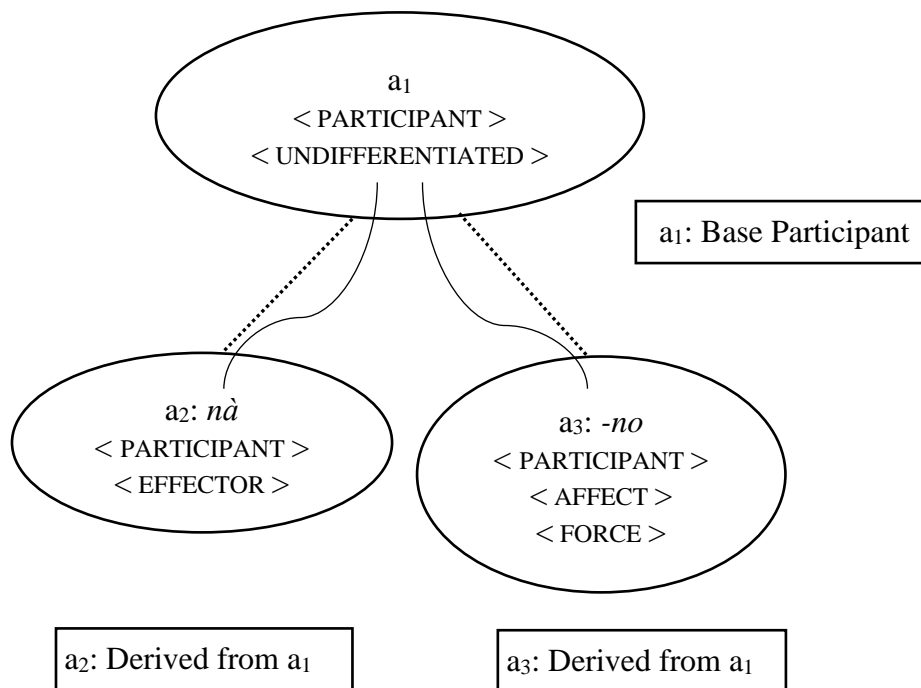 a₁
< PARTICIPANT >
< UNDIFFERENTIATED >
a₁: Base Participant
a₂: nà
< PARTICIPANT >
< EFFECTOR >
a₃: -no
< PARTICIPANT >
< AFFECT >
< FORCE >
a₂: Derived from a₁
a₃: Derived from a₁